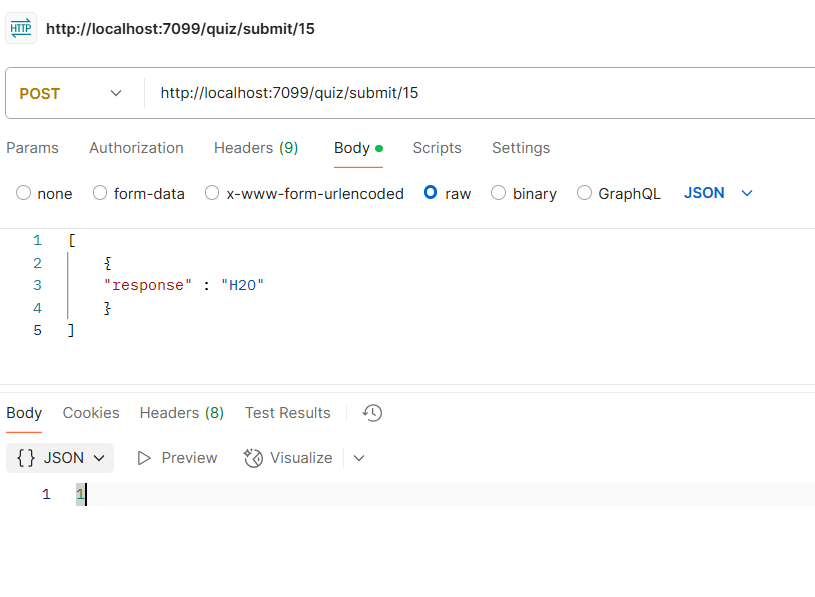 HTTP http://localhost:7099/quiz/submit/15
POST http://localhost:7099/quiz/submit/15
Params Authorization Headers (9) Body Scripts Settings
none form-data x-www-form-urlencoded raw binary GraphQL JSON
1 [
2 {
3 "response" : "H2O"
4 }
5 ]
Body Cookies Headers (8) Test Results
{} JSON Preview Visualize
1 1